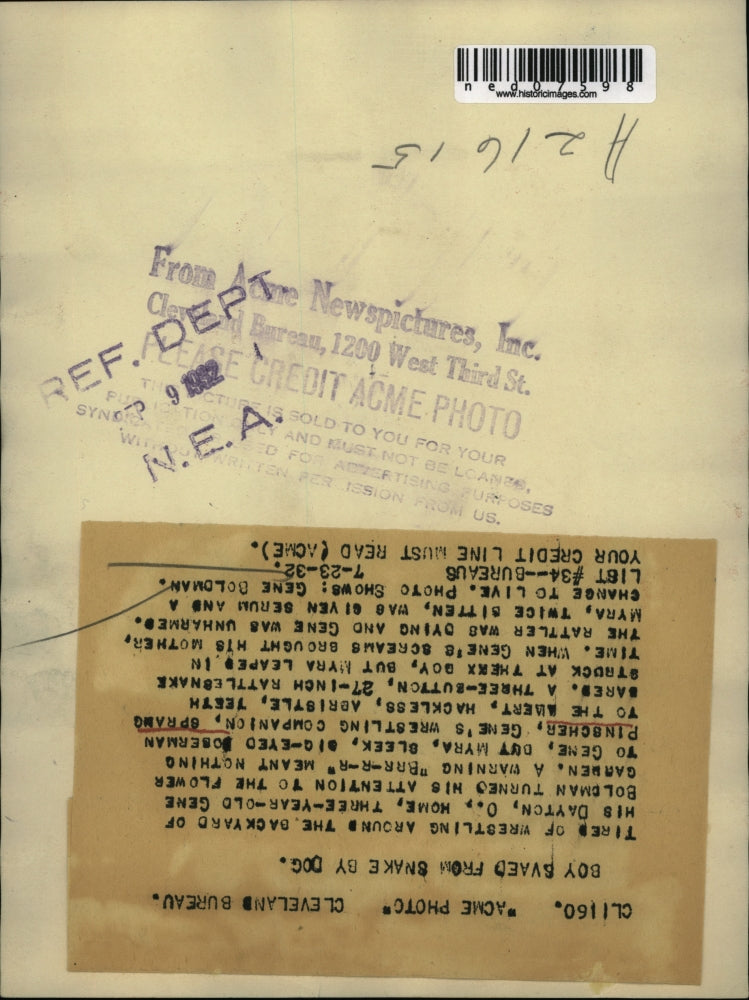 ned07598
www.historicimages.com
A21615
From Acme Newspictures, Inc.
Cleveland Bureau, 1200 West Third St.
PLEASE CREDIT ACME PHOTO
THIS PICTURE IS SOLD TO YOU FOR YOUR
PUBLICATION ONLY AND MUST NOT BE LOANED,
SYNDICATED OR USED FOR ADVERTISING PURPOSES
WITHOUT WRITTEN PERMISSION FROM US.
REF. DEPT.
SEP 9 1932
N.E.A.
CL1160. "ACME PHOTO" CLEVELAND BUREAU.
BOY SVAED FROM SNAKE BY DOG.
TIRED OF WRESTLING AROUND THE BACKYARD OF
HIS DAYTON, O., HOME, THREE-YEAR-OLD GENE
BOLDMAN TURNED HIS ATTENTION TO THE FLOWER
GARDEN. A WARNING "BRR-R-R" MEANT NOTHING
TO GENE, BUT MYRA, SLEEK, BIG-EYED DOBERMAN
PINSCHER, GENE'S WRESTLING COMPANION, SPRANG
TO THE ALERT, HACKLESS, ABRISTLE, TEETH
BARED. A THREE-BUTTON, 27-INCH RATTLESNAKE
STRUCK AT THEXX BOY, BUT MYRA LEAPED IN
TIME. WHEN GENE'S SCREAMS BROUGHT HIS MOTHER,
THE RATTLER WAS DYING AND GENE WAS UNHARMED.
MYRA, TWICE BITTEN, WAS GIVEN SERUM AND A
CHANGE TO LIVE. PHOTO SHOWS: GENE BOLDMAN.
LIST #34--BUREAUS 7-23-32.
YOUR CREDIT LINE MUST READ (ACME).